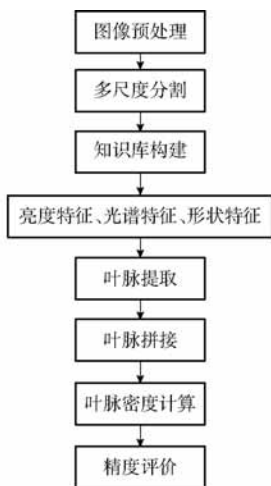 图像预处理
多尺度分割
知识库构建
亮度特征、光谱特征、形状特征
叶脉提取
叶脉拼接
叶脉密度计算
精度评价